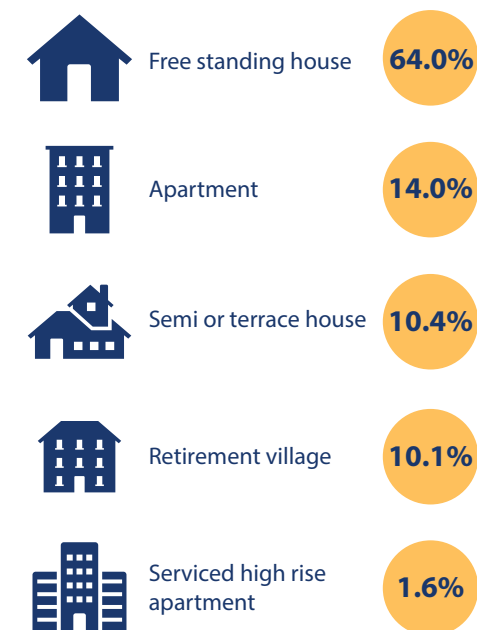 Free standing house
64.0%
Apartment
14.0%
Semi or terrace house
10.4%
Retirement village
10.1%
Serviced high rise
apartment
1.6%